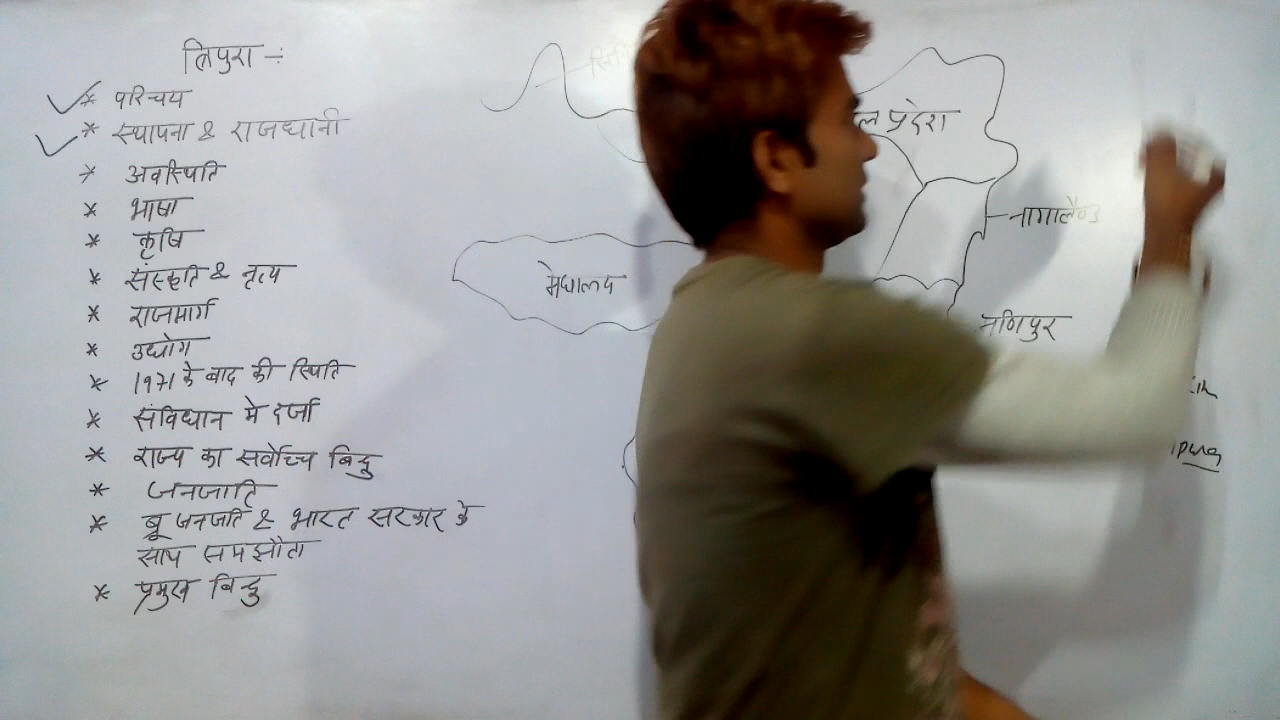 त्रिपुरा -:
* परिचय
* स्थापना & राजधानी
* अवस्थिति
* भाषा
* कृषि
* संस्कृति & नृत्य
* राजमार्ग
* उद्योग
* 1971 के बाद की स्थिति
* संविधान मे दर्जा
* राज्य का सर्वोच्च बिन्दु
* जनजाति
* ब्रू जनजाति & भारत सरकार के
साथ समझौता
* प्रमुख बिन्दु
ल प्रदेश
नागालैण्ड
मेघालय
मणिपुर